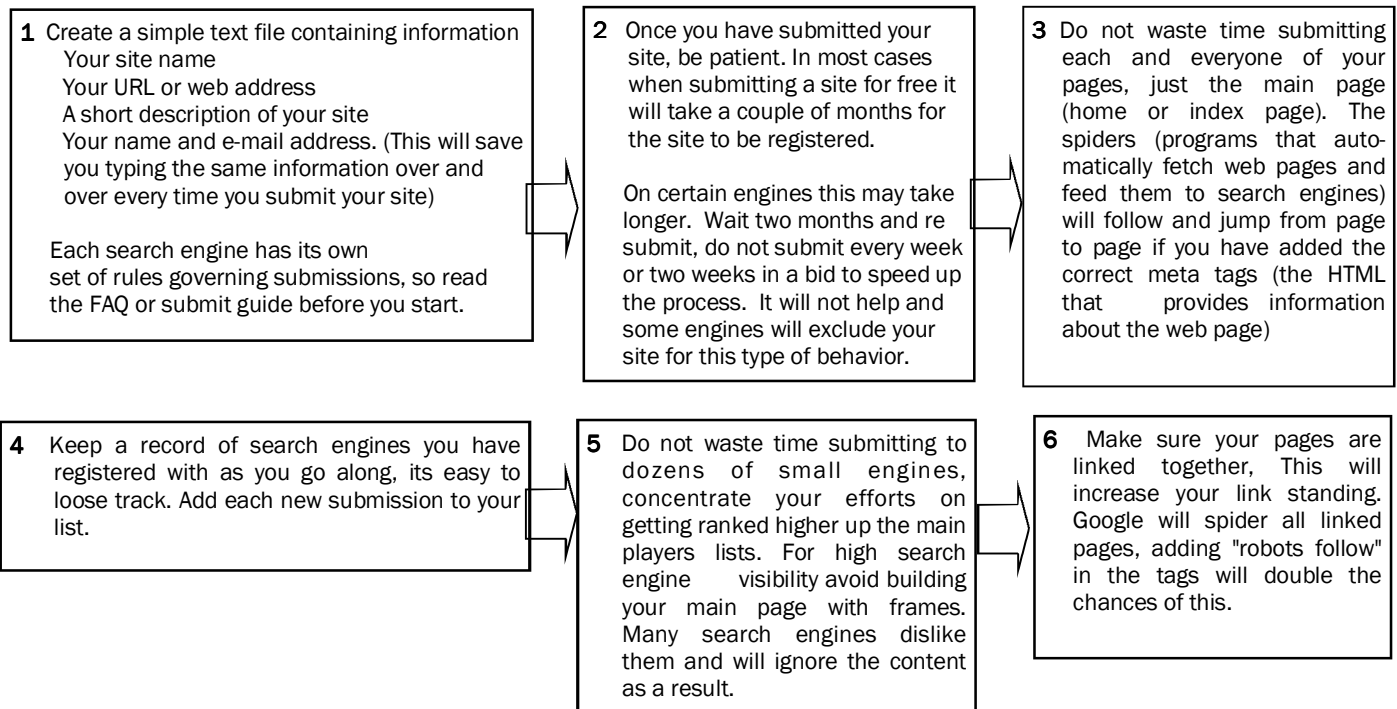 1 Create a simple text file containing information
Your site name
Your URL or web address
A short description of your site
Your name and e-mail address. (This will save
you typing the same information over and
over every time you submit your site)
Each search engine has its own
set of rules governing submissions, so read
the FAQ or submit guide before you start.
2 Once you have submitted your
site, be patient. In most cases
when submitting a site for free it
will take a couple of months for
the site to be registered.
On certain engines this may take
longer. Wait two months and re
submit, do not submit every week
or two weeks in a bid to speed up
the process. It will not help and
some engines will exclude your
site for this type of behavior.
3 Do not waste time submitting
each and everyone of your
pages, just the main page
(home or index page). The
spiders (programs that auto-
matically fetch web pages and
feed them to search engines)
will follow and jump from page
to page if you have added the
correct meta tags (the HTML
that provides information
about the web page)
4 Keep a record of search engines you have
registered with as you go along, its easy to
loose track. Add each new submission to your
list.
5 Do not waste time submitting to
dozens of small engines,
concentrate your efforts on
getting ranked higher up the main
players lists. For high search
engine visibility avoid building
your main page with frames.
Many search engines dislike
them and will ignore the content
as a result.
6 Make sure your pages are
linked together, This will
increase your link standing.
Google will spider all linked
pages, adding "robots follow"
in the tags will double the
chances of this.